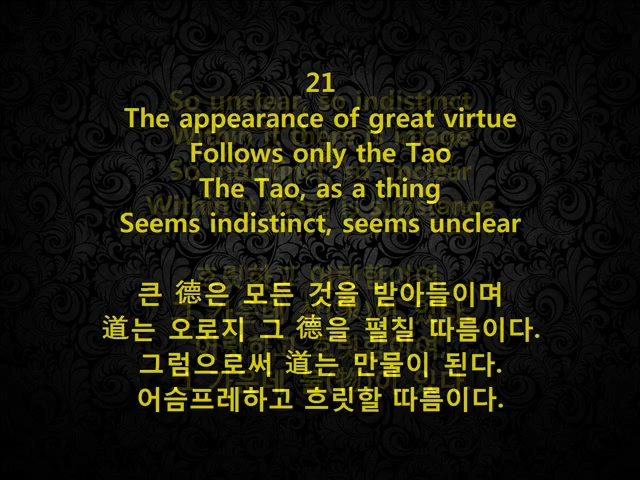 21
The appearance of great virtue
Follows only the Tao
The Tao, as a thing
Seems indistinct, seems unclear
큰 德은 모든 것을 받아들이며
道는 오로지 그 德을 펼칠 따름이다.
그럼으로써 道는 만물이 된다.
어슴프레하고 흐릿할 따름이다.